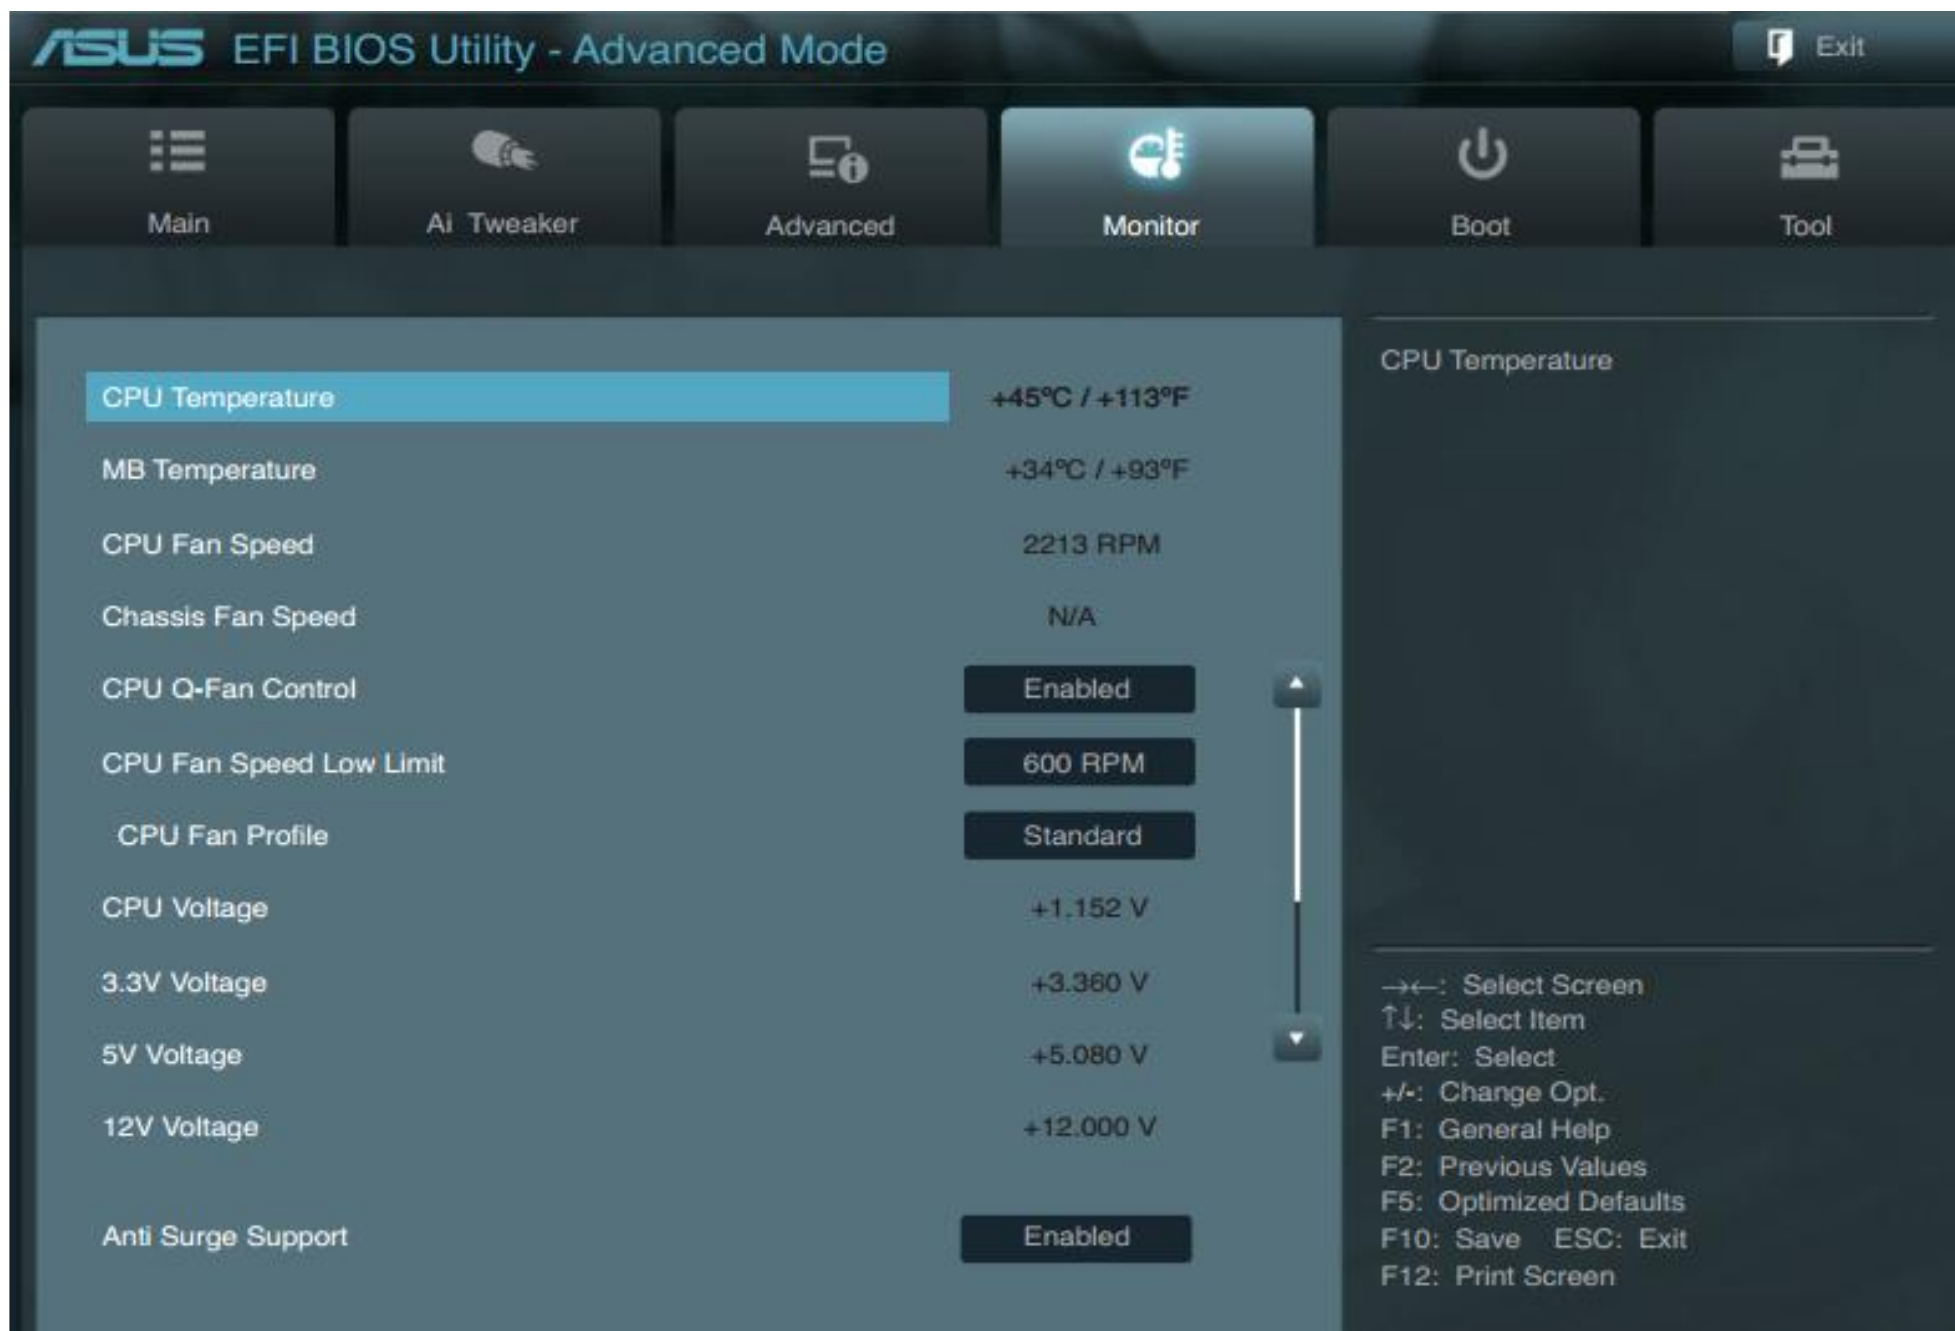 ASUS EFI BIOS Utility - Advanced Mode
Exit
Main
Ai Tweaker
Advanced
Monitor
Boot
Tool
CPU Temperature +45ºC / +113ºF
MB Temperature +34ºC / +93ºF
CPU Fan Speed 2213 RPM
Chassis Fan Speed N/A
CPU Q-Fan Control Enabled
CPU Fan Speed Low Limit 600 RPM
CPU Fan Profile Standard
CPU Voltage +1.152 V
3.3V Voltage +3.360 V
5V Voltage +5.080 V
12V Voltage +12.000 V
Anti Surge Support Enabled
CPU Temperature
→←: Select Screen
↑↓: Select Item
Enter: Select
+/-: Change Opt.
F1: General Help
F2: Previous Values
F5: Optimized Defaults
F10: Save ESC: Exit
F12: Print Screen